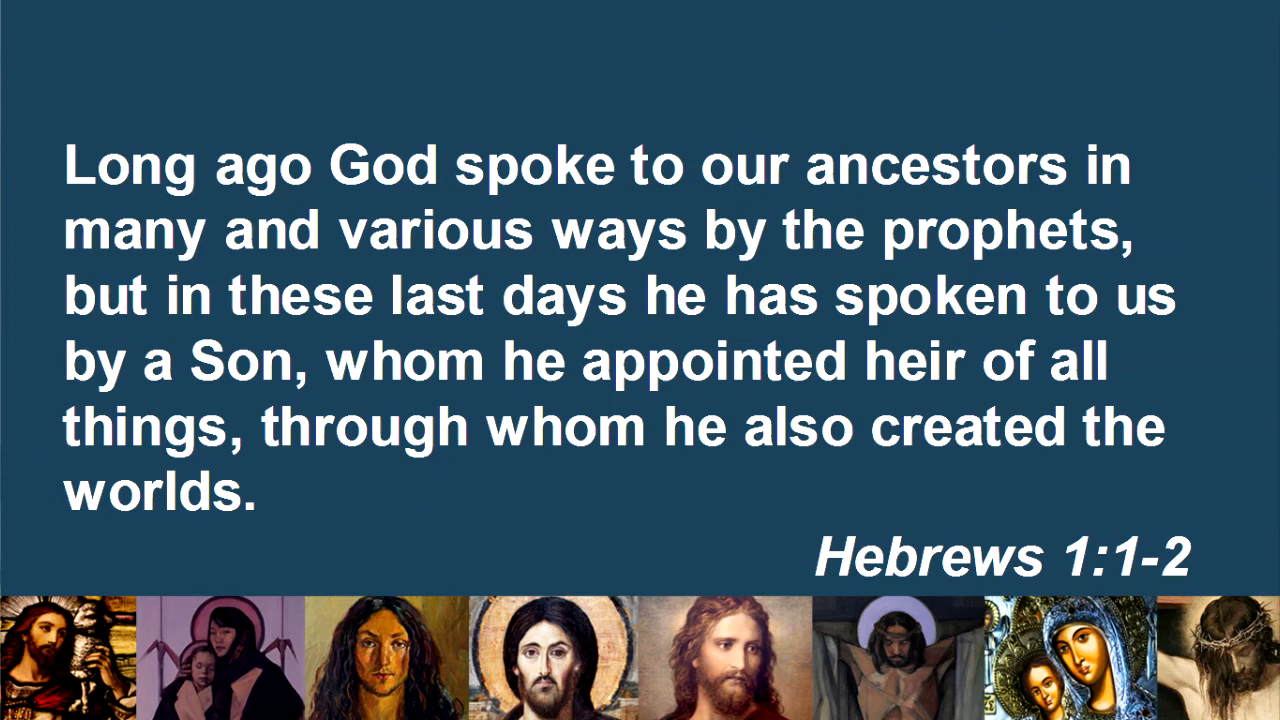 Long ago God spoke to our ancestors in
many and various ways by the prophets,
but in these last days he has spoken to us
by a Son, whom he appointed heir of all
things, through whom he also created the
worlds.
Hebrews 1:1-2